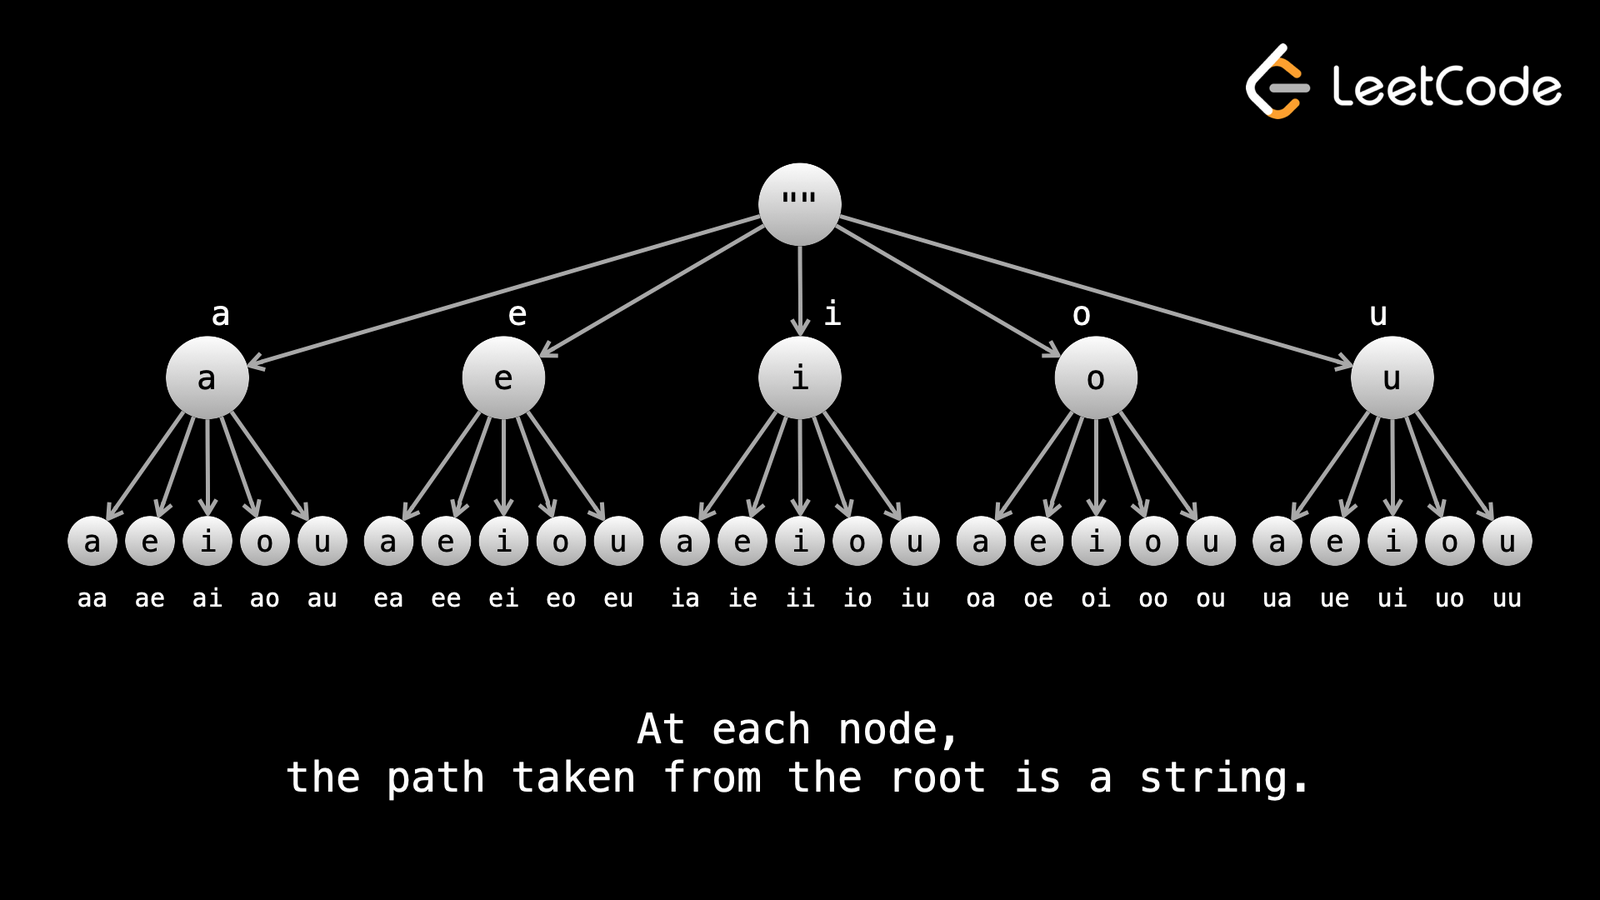 LeetCode
""
a e i o u
a e i o u
a e i o u a e i o u a e i o u a e i o u a e i o u
aa ae ai ao au ea ee ei eo eu ia ie ii io iu oa oe oi oo ou ua ue ui uo uu
At each node,
the path taken from the root is a string.